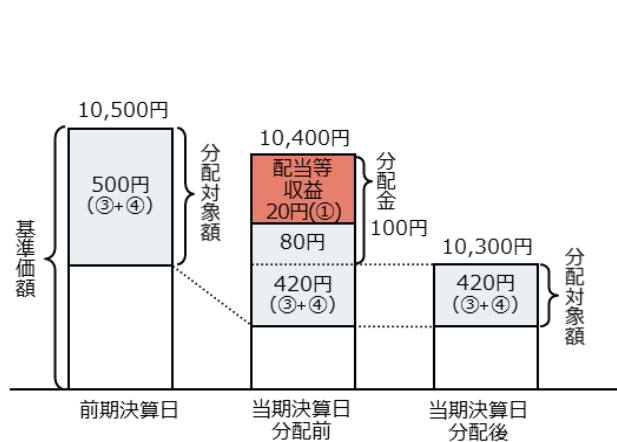 10,500円
500円
(③+④)
分配対象額
基準価額
前期決算日
10,400円
配当等
収益
20円(①)
80円
420円
(③+④)
分配金
100円
当期決算日
分配前
10,300円
420円
(③+④)
分配対象額
当期決算日
分配後